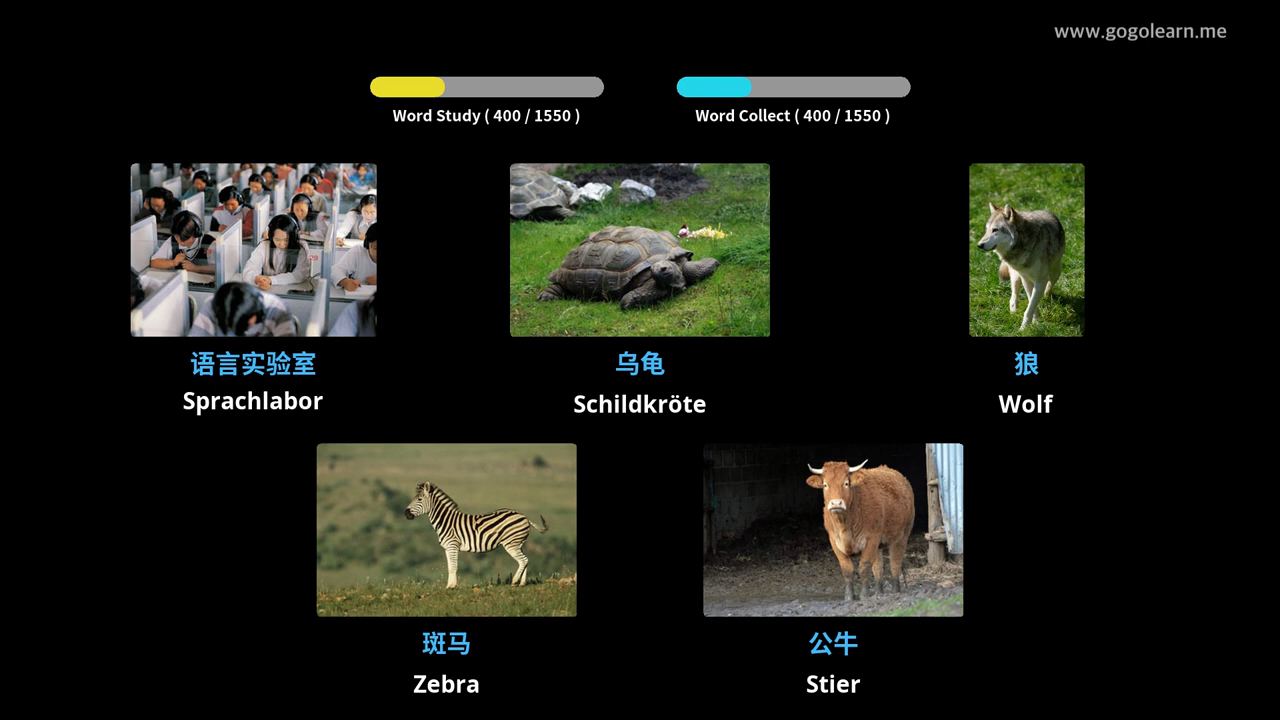 www.gogolearn.me
Word Study ( 400 / 1550 )
Word Collect ( 400 / 1550 )
语言实验室
Sprachlabor
乌龟
Schildkröte
狼
Wolf
斑马
Zebra
公牛
Stier